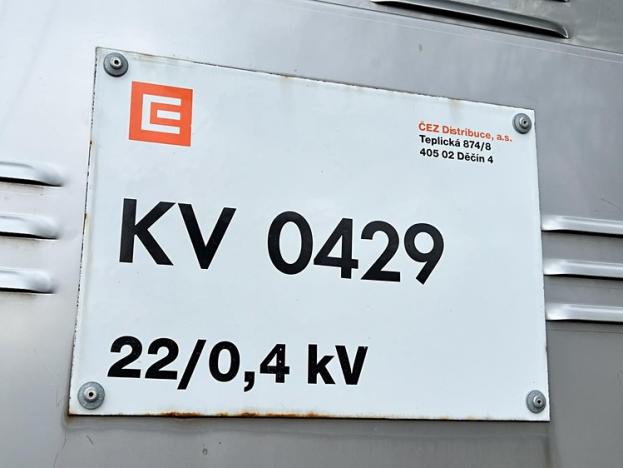 ČEZ Distribuce, a.s.
Teplická 874/8
405 02 Děčín 4
KV 0429
22/0,4 kV